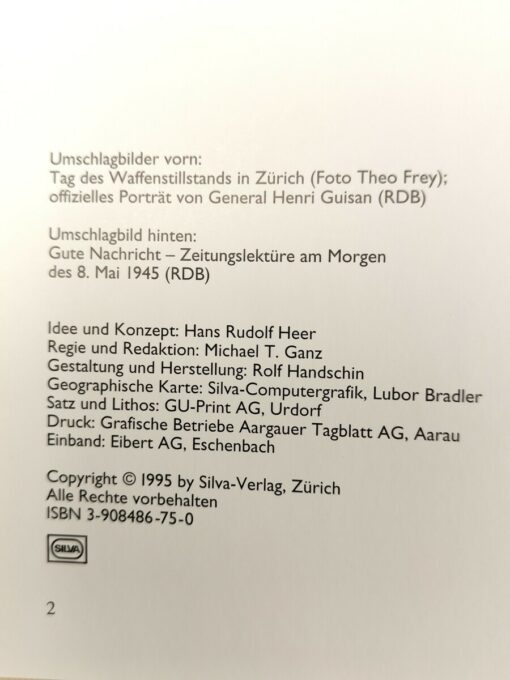 Umschlagbilder vorn:
Tag des Waffenstillstands in Zürich (Foto Theo Frey);
offizielles Porträt von General Henri Guisan (RDB)
Umschlagbild hinten:
Gute Nachricht – Zeitungslektüre am Morgen
des 8. Mai 1945 (RDB)
Idee und Konzept: Hans Rudolf Heer
Regie und Redaktion: Michael T. Ganz
Gestaltung und Herstellung: Rolf Handschin
Geographische Karte: Silva-Computergrafik, Lubor Bradler
Satz und Lithos: GU-Print AG, Urdorf
Druck: Grafische Betriebe Aargauer Tagblatt AG, Aarau
Einband: Eibert AG, Eschenbach
Copyright © 1995 by Silva-Verlag, Zürich
Alle Rechte vorbehalten
ISBN 3-908486-75-0
SILVA
2